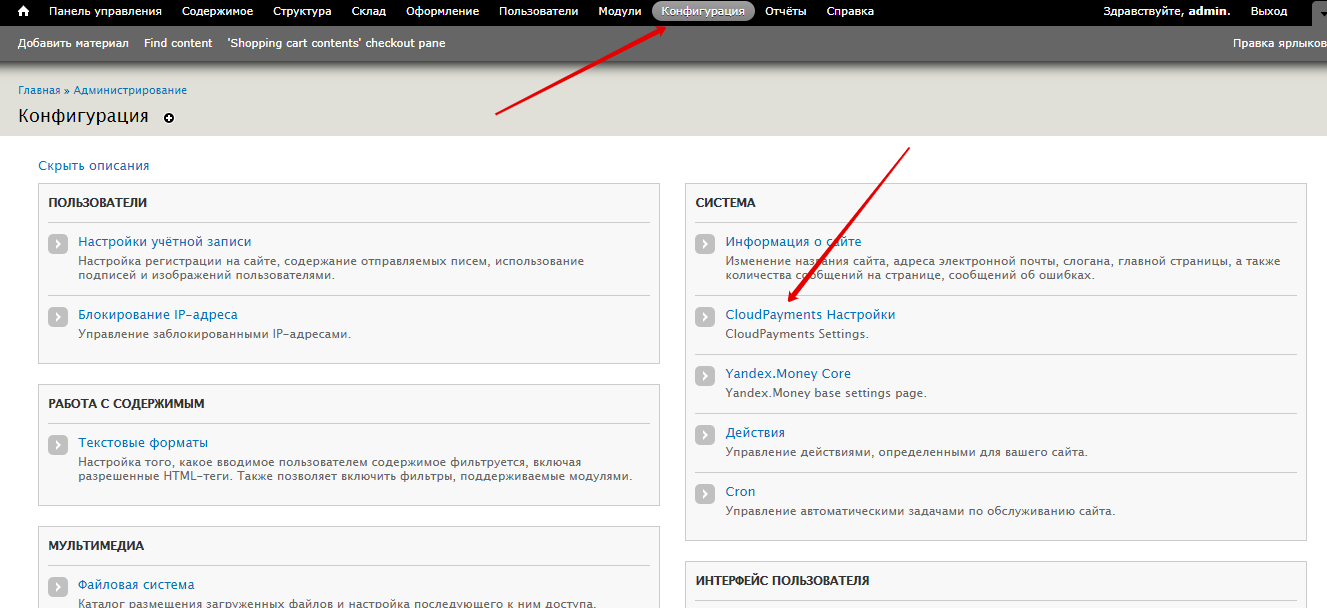 Панель управления Содержимое Структура Склад Оформление Пользователи Модули Конфигурация Отчёты Справка Здравствуйте, admin. Выход
Добавить материал Find content 'Shopping cart contents' checkout pane Правка ярлыков
Главная » Администрирование
Конфигурация
Скрыть описания
ПОЛЬЗОВАТЕЛИ
Настройки учётной записи
Настройка регистрации на сайте, содержание отправляемых писем, использование
подписей и изображений пользователями.
Блокирование IP-адреса
Управление заблокированными IP-адресами.
РАБОТА С СОДЕРЖИМЫМ
Текстовые форматы
Настройка того, какое вводимое пользователем содержимое фильтруется, включая
разрешенные HTML-теги. Также позволяет включить фильтры, поддерживаемые модулями.
МУЛЬТИМЕДИА
Файловая система
Каталог размещения загруженных файлов и настройка последующего к ним доступа.
СИСТЕМА
Информация о сайте
Изменение названия сайта, адреса электронной почты, слогана, главной страницы, а также
количества сообщений на странице, сообщений об ошибках.
CloudPayments Настройки
CloudPayments Settings.
Yandex.Money Core
Yandex.Money base settings page.
Действия
Управление действиями, определенными для вашего сайта.
Cron
Управление автоматическими задачами по обслуживанию сайта.
ИНТЕРФЕЙС ПОЛЬЗОВАТЕЛЯ